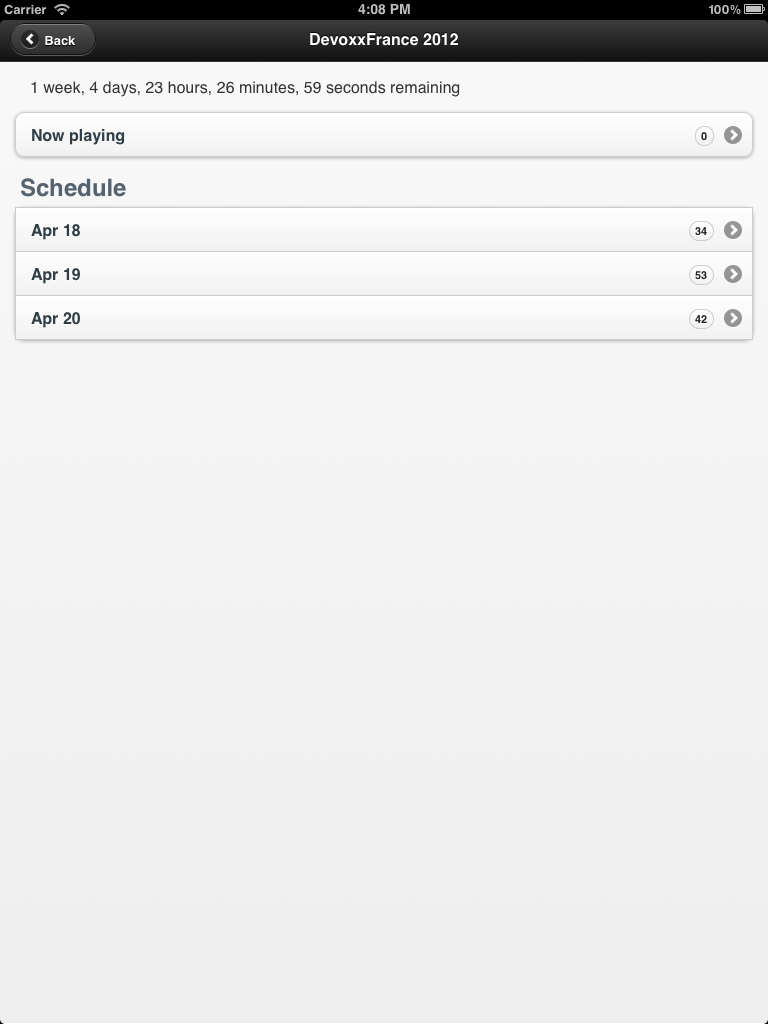 Carrier 4:08 PM 100%
Back DevoxxFrance 2012
1 week, 4 days, 23 hours, 26 minutes, 59 seconds remaining
Now playing 0
Schedule
Apr 18 34
Apr 19 53
Apr 20 42